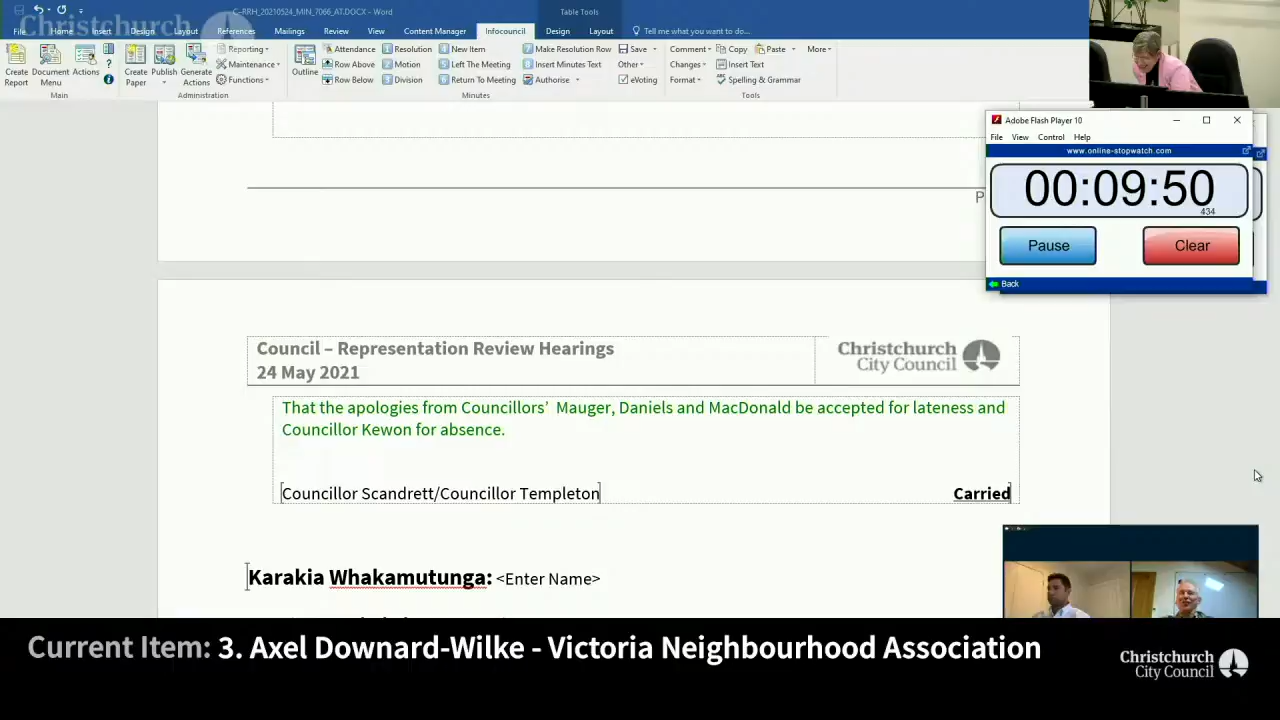 Christchurch
C~RRH_20210524_MIN_7066_AT.DOCX - Word
Table Tools
File Home Insert Design Layout References Mailings Review View Content Manager Infocouncil Design Layout Tell me what you want to do...
Create Report
Document Menu
Actions
Main
Create Paper
Publish
Generate Actions
Reporting
Maintenance
Functions
Administration
Outline
Attendance
Row Above
Row Below
Resolution
Motion
Division
New Item
Left The Meeting
Return To Meeting
Make Resolution Row
Insert Minutes Text
Authorise
Save
Other
eVoting
Minutes
Comment
Changes
Format
Copy
Paste
Insert Text
Spelling & Grammar
More
Tools
Adobe Flash Player 10
File View Control Help
www.online-stopwatch.com
00:09:50
434
Pause Clear
Back
P
Council – Representation Review Hearings
24 May 2021
Christchurch
City Council
That the apologies from Councillors’ Mauger, Daniels and MacDonald be accepted for lateness and
Councillor Kewon for absence.
Councillor Scandrett/Councillor Templeton Carried
Karakia Whakamutunga: <Enter Name>
Current Item: 3. Axel Downard-Wilke - Victoria Neighbourhood Association
Christchurch
City Council